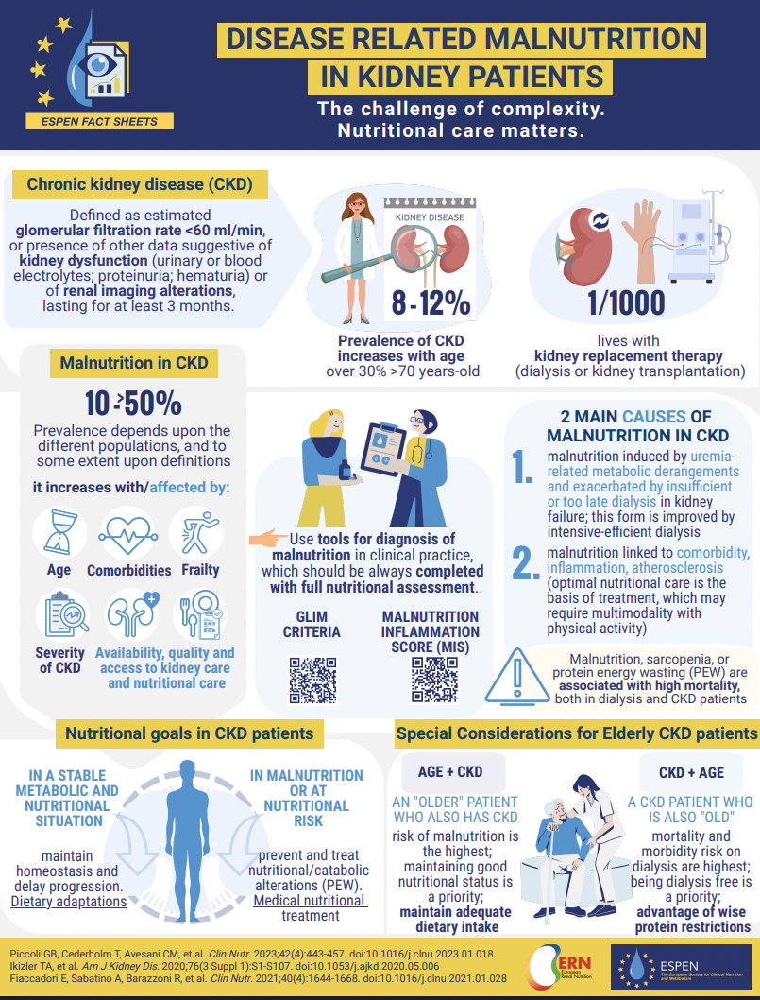 DISEASE RELATED MALNUTRITION
IN KIDNEY PATIENTS
The challenge of complexity.
Nutritional care matters.
ESPEN FACT SHEETS
Chronic kidney disease (CKD)
Defined as estimated
glomerular filtration rate <60 ml/min,
or presence of other data suggestive of
kidney dysfunction (urinary or blood
electrolytes; proteinuria; hematuria) or
of renal imaging alterations,
lasting for at least 3 months.
KIDNEY DISEASE
8-12%
Prevalence of CKD
increases with age
over 30% >70 years-old
1/1000
lives with
kidney replacement therapy
(dialysis or kidney transplantation)
Malnutrition in CKD
10->50%
Prevalence depends upon the
different populations, and to
some extent upon definitions
it increases with/affected by:
Age
Comorbidities
Frailty
Severity
of CKD
Availability, quality and
access to kidney care
and nutritional care
Use tools for diagnosis of
malnutrition in clinical practice,
which should be always completed
with full nutritional assessment.
GLIM
CRITERIA
MALNUTRITION
INFLAMMATION
SCORE (MIS)
2 MAIN CAUSES OF
MALNUTRITION IN CKD
1. malnutrition induced by uremia-
related metabolic derangements
and exacerbated by insufficient
or too late dialysis in kidney
failure; this form is improved by
intensive-efficient dialysis
2. malnutrition linked to comorbidity,
inflammation, atherosclerosis
(optimal nutritional care is the
basis of treatment, which may
require multimodality with
physical activity)
Malnutrition, sarcopenia, or
protein energy wasting (PEW) are
associated with high mortality,
both in dialysis and CKD patients
Nutritional goals in CKD patients
IN A STABLE
METABOLIC AND
NUTRITIONAL
SITUATION
maintain
homeostasis and
delay progression.
Dietary adaptations
IN MALNUTRITION
OR AT
NUTRITIONAL
RISK
prevent and treat
nutritional/catabolic
alterations (PEW).
Medical nutritional
treatment
Special Considerations for Elderly CKD patients
AGE + CKD
AN "OLDER" PATIENT
WHO ALSO HAS CKD
risk of malnutrition is
the highest;
maintaining good
nutritional status is
a priority;
maintain adequate
dietary intake
CKD + AGE
A CKD PATIENT WHO
IS ALSO "OLD"
mortality and
morbidity risk on
dialysis are highest;
being dialysis free is
a priority;
advantage of wise
protein restrictions
Piccoli GB, Cederholm T, Avesani CM, et al. Clin Nutr. 2023;42(4):443-457. doi:10.1016/j.clnu.2023.01.018
Ikizler TA, et al. Am J Kidney Dis. 2020;76(3 Suppl 1):S1-S107. doi:10.1053/j.ajkd.2020.05.006
Fiaccadori E, Sabatino A, Barazzoni R, et al. Clin Nutr. 2021;40(4):1644-1668. doi:10.1016/j.clnu.2021.01.028
ERN
European
Renal Nutrition
ESPEN
The European Society for Clinical Nutrition
and Metabolism